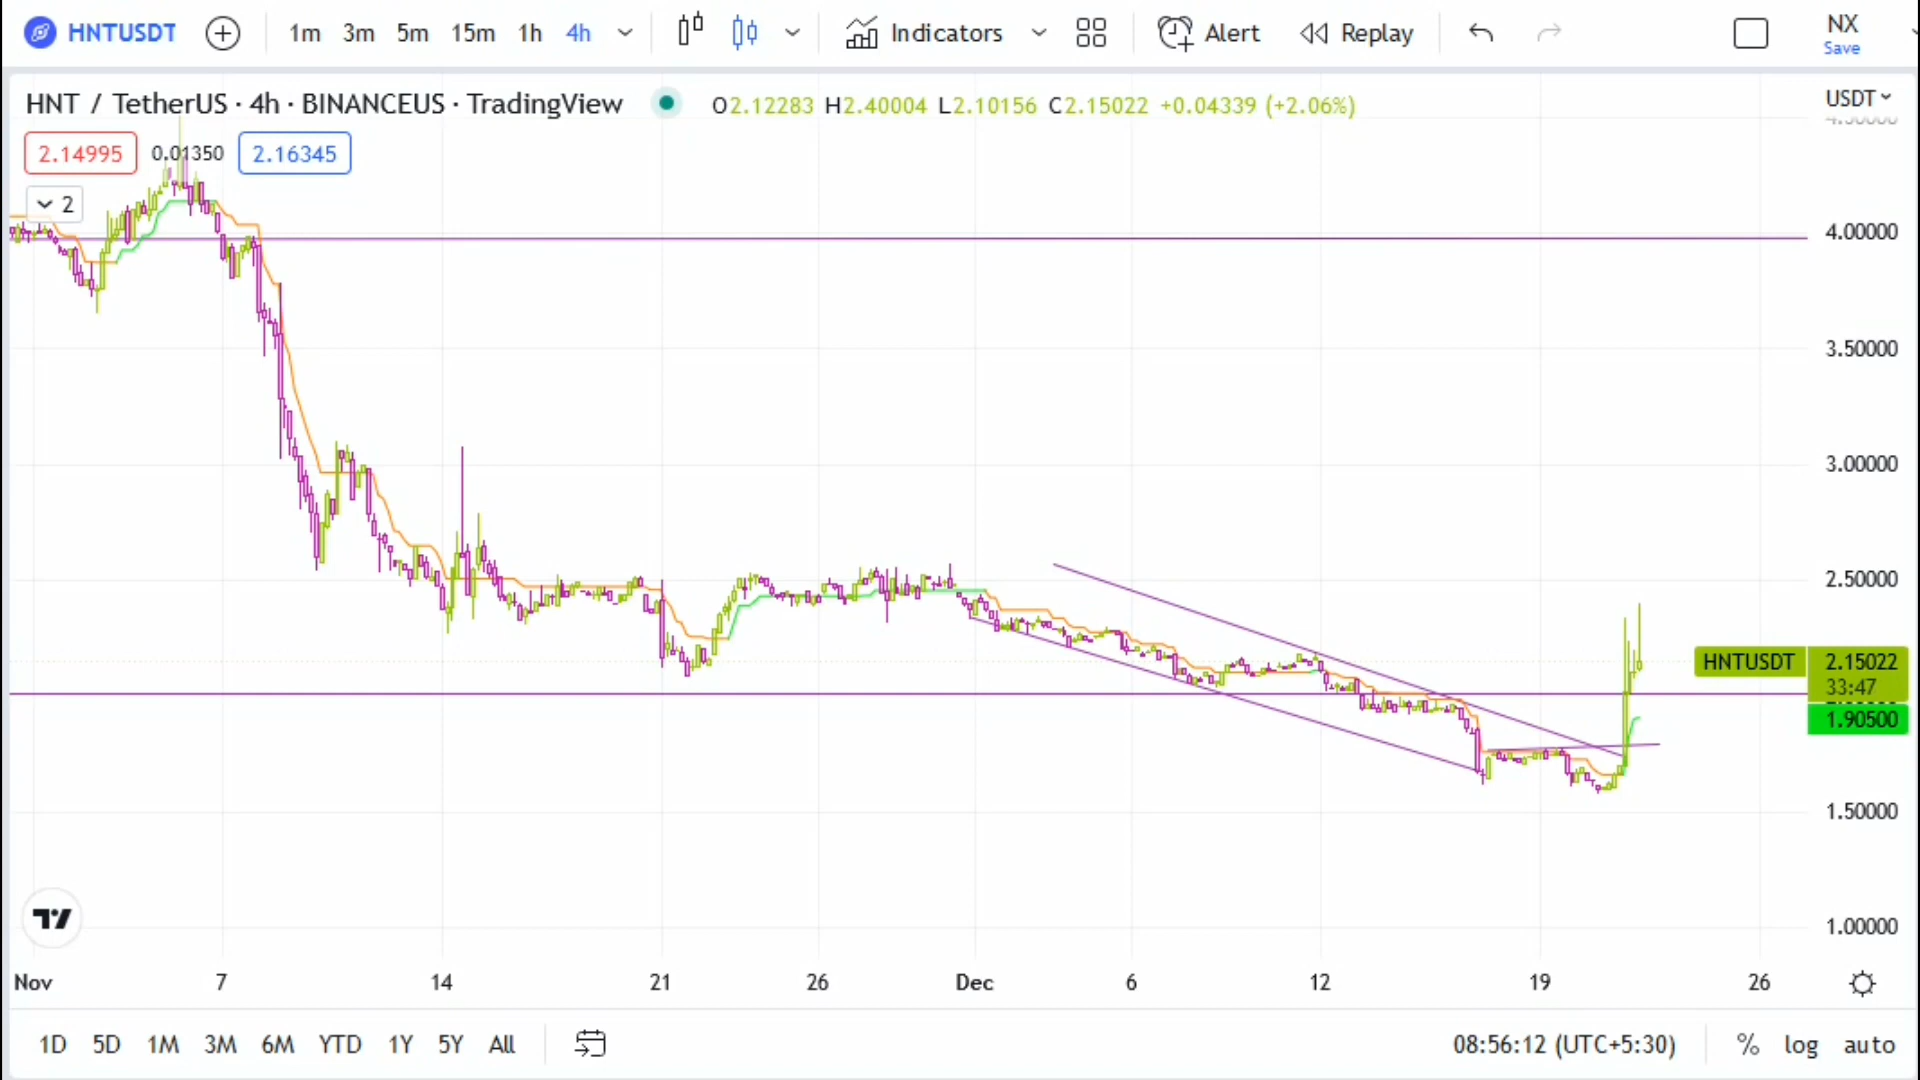 HNTUSDT 1m 3m 5m 15m 1h 4h Indicators Alert Replay NX
Save
HNT / TetherUS · 4h · BINANCEUS · TradingView O2.12283 H2.40004 L2.10156 C2.15022 +0.04339 (+2.06%)
USDT
4.50000
2.14995 0.01350 2.16345
2
4.00000
3.50000
3.00000
2.50000
HNTUSDT 2.15022
33:47
1.90500
1.50000
1.00000
Nov 7 14 21 26 Dec 6 12 19 26
1D 5D 1M 3M 6M YTD 1Y 5Y All 08:56:12 (UTC+5:30) % log auto